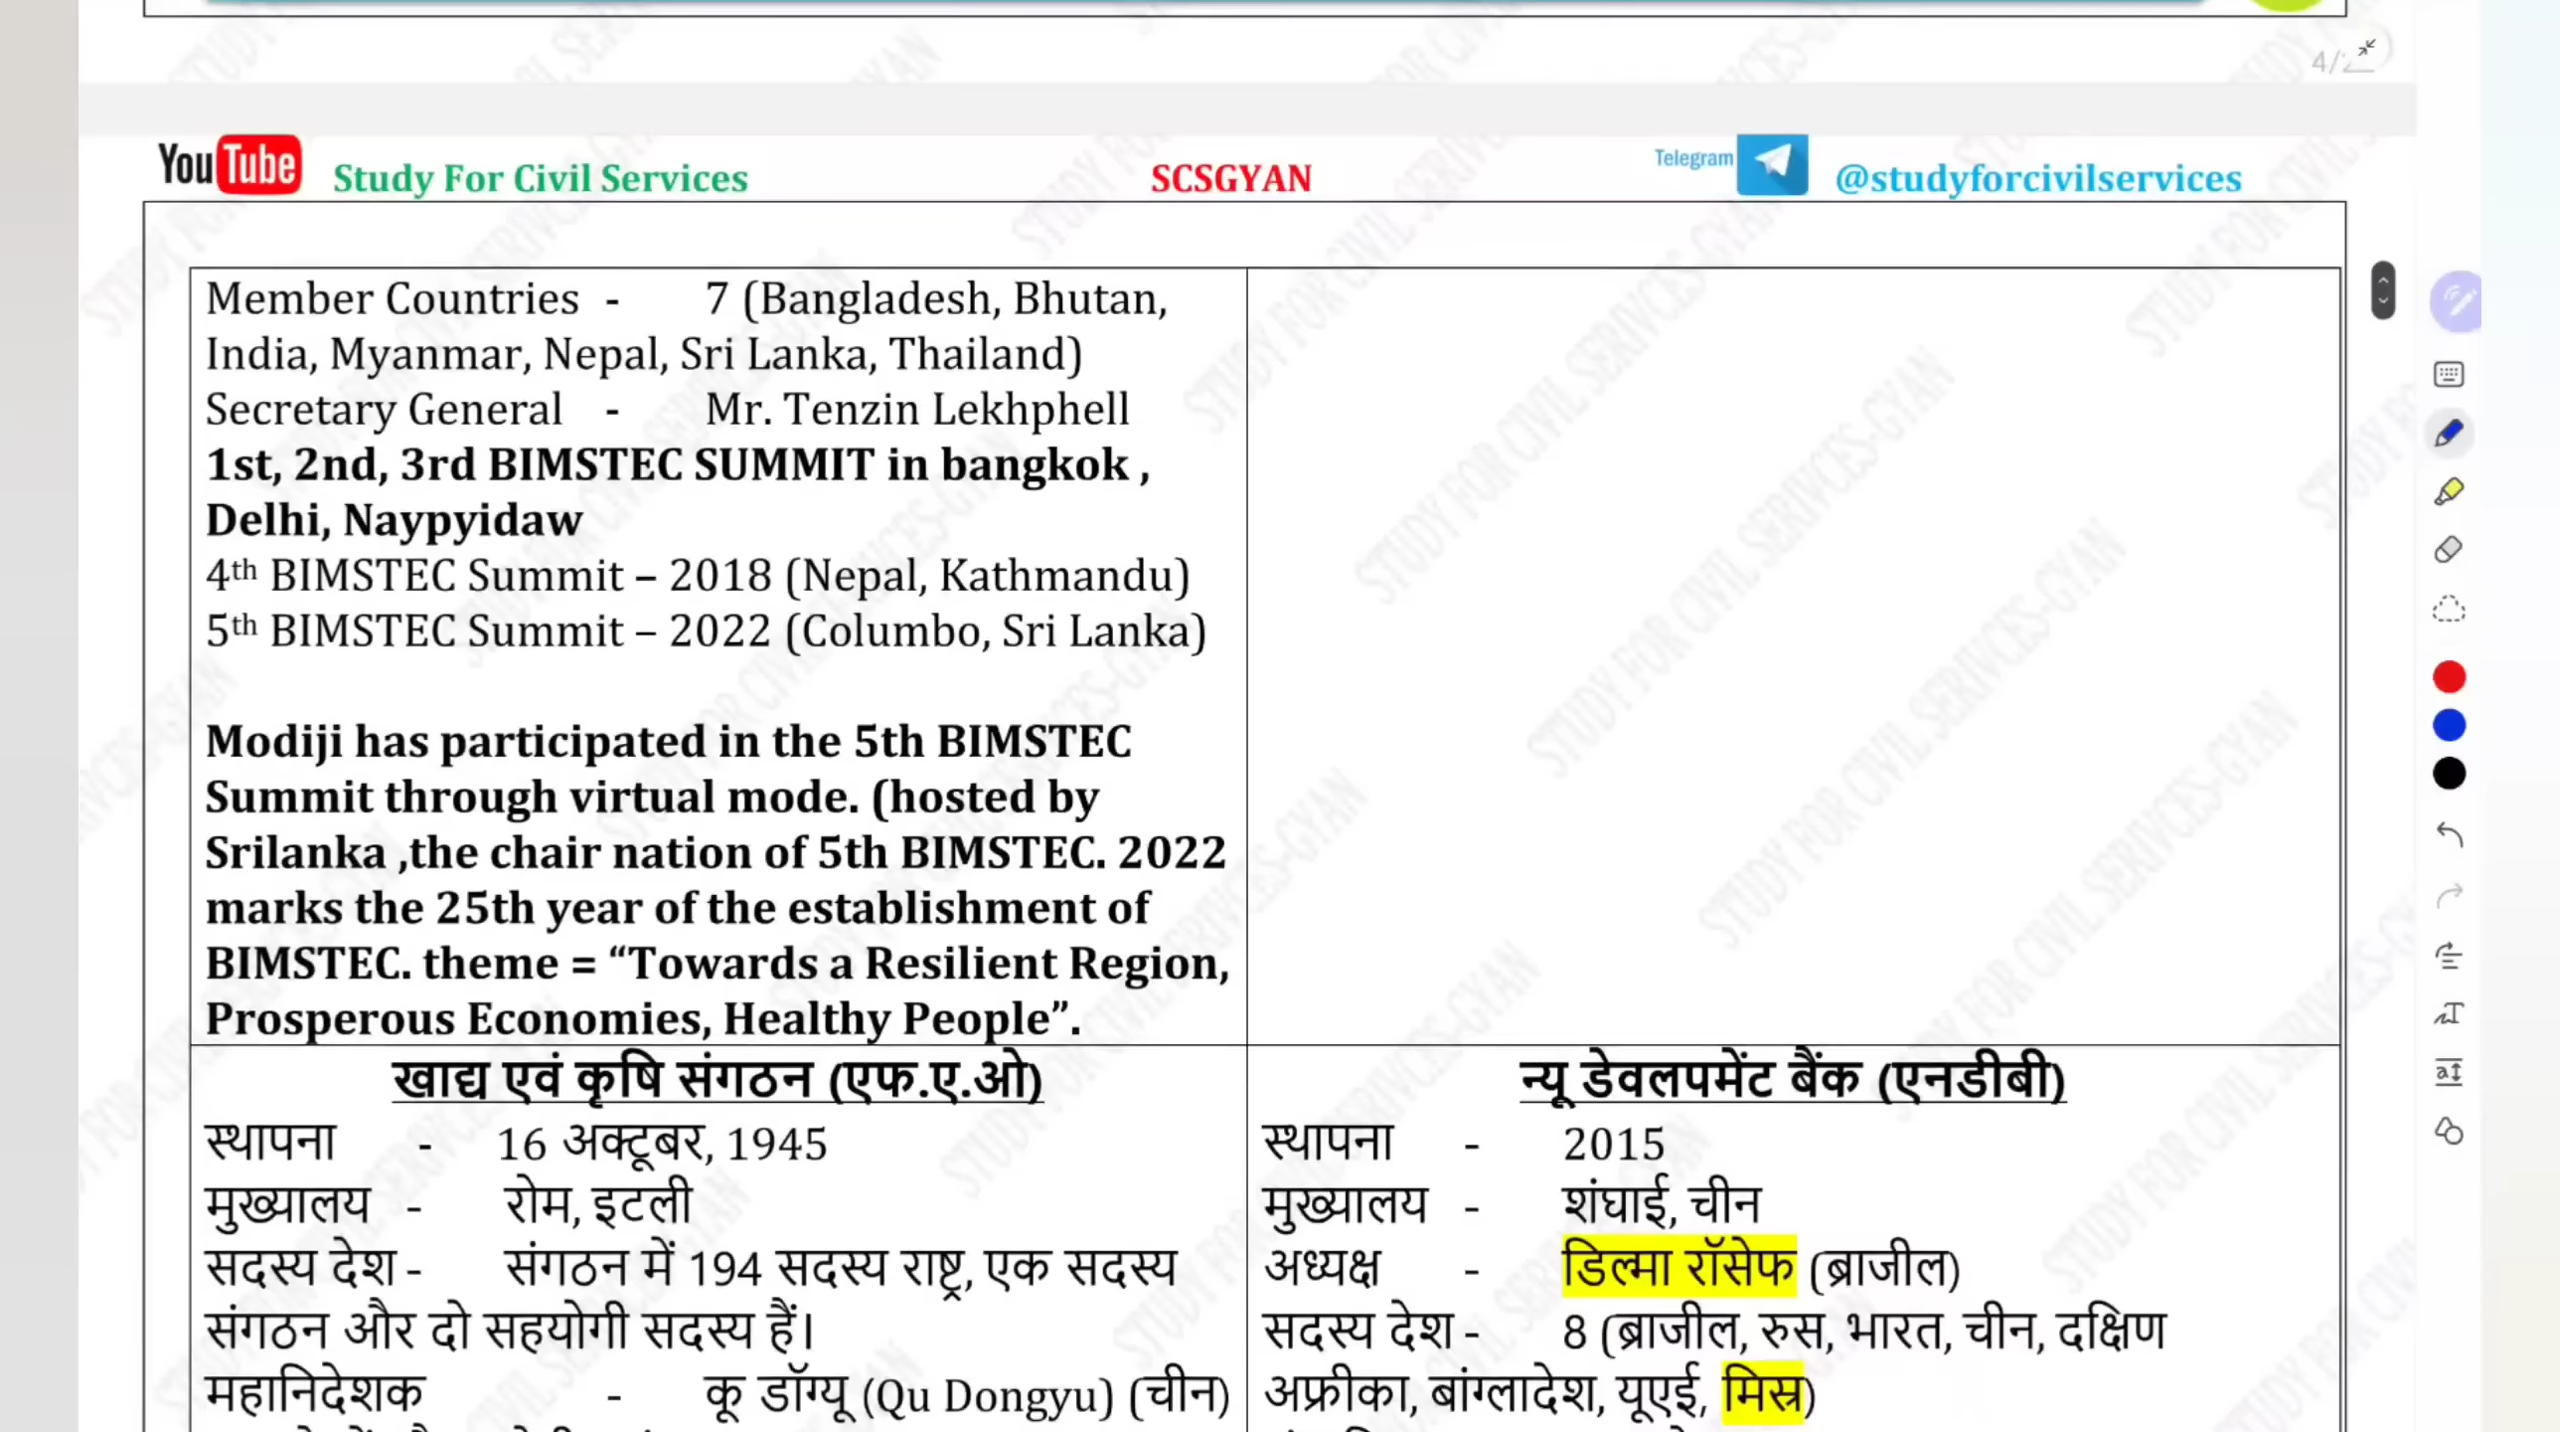 4/
YouTube Study For Civil Services SCSGYAN Telegram @studyforcivilservices
Member Countries - 7 (Bangladesh, Bhutan,
India, Myanmar, Nepal, Sri Lanka, Thailand)
Secretary General - Mr. Tenzin Lekhphell
1st, 2nd, 3rd BIMSTEC SUMMIT in bangkok ,
Delhi, Naypyidaw
4th BIMSTEC Summit – 2018 (Nepal, Kathmandu)
5th BIMSTEC Summit – 2022 (Columbo, Sri Lanka)
Modiji has participated in the 5th BIMSTEC
Summit through virtual mode. (hosted by
Srilanka ,the chair nation of 5th BIMSTEC. 2022
marks the 25th year of the establishment of
BIMSTEC. theme = “Towards a Resilient Region,
Prosperous Economies, Healthy People”.
खाद्य एवं कृषि संगठन (एफ.ए.ओ)
स्थापना - 16 अक्टूबर, 1945
मुख्यालय - रोम, इटली
सदस्य देश - संगठन में 194 सदस्य राष्ट्र, एक सदस्य
संगठन और दो सहयोगी सदस्य हैं।
महानिदेशक - कू डॉग्यू (Qu Dongyu) (चीन)
न्यू डेवलपमेंट बैंक (एनडीबी)
स्थापना - 2015
मुख्यालय - शंघाई, चीन
अध्यक्ष - डिल्मा रॉसेफ (ब्राजील)
सदस्य देश - 8 (ब्राजील, रुस, भारत, चीन, दक्षिण
अफ्रीका, बांग्लादेश, यूएई, मिस्र)
STUDY FOR CIVIL SERIVCES-GYAN